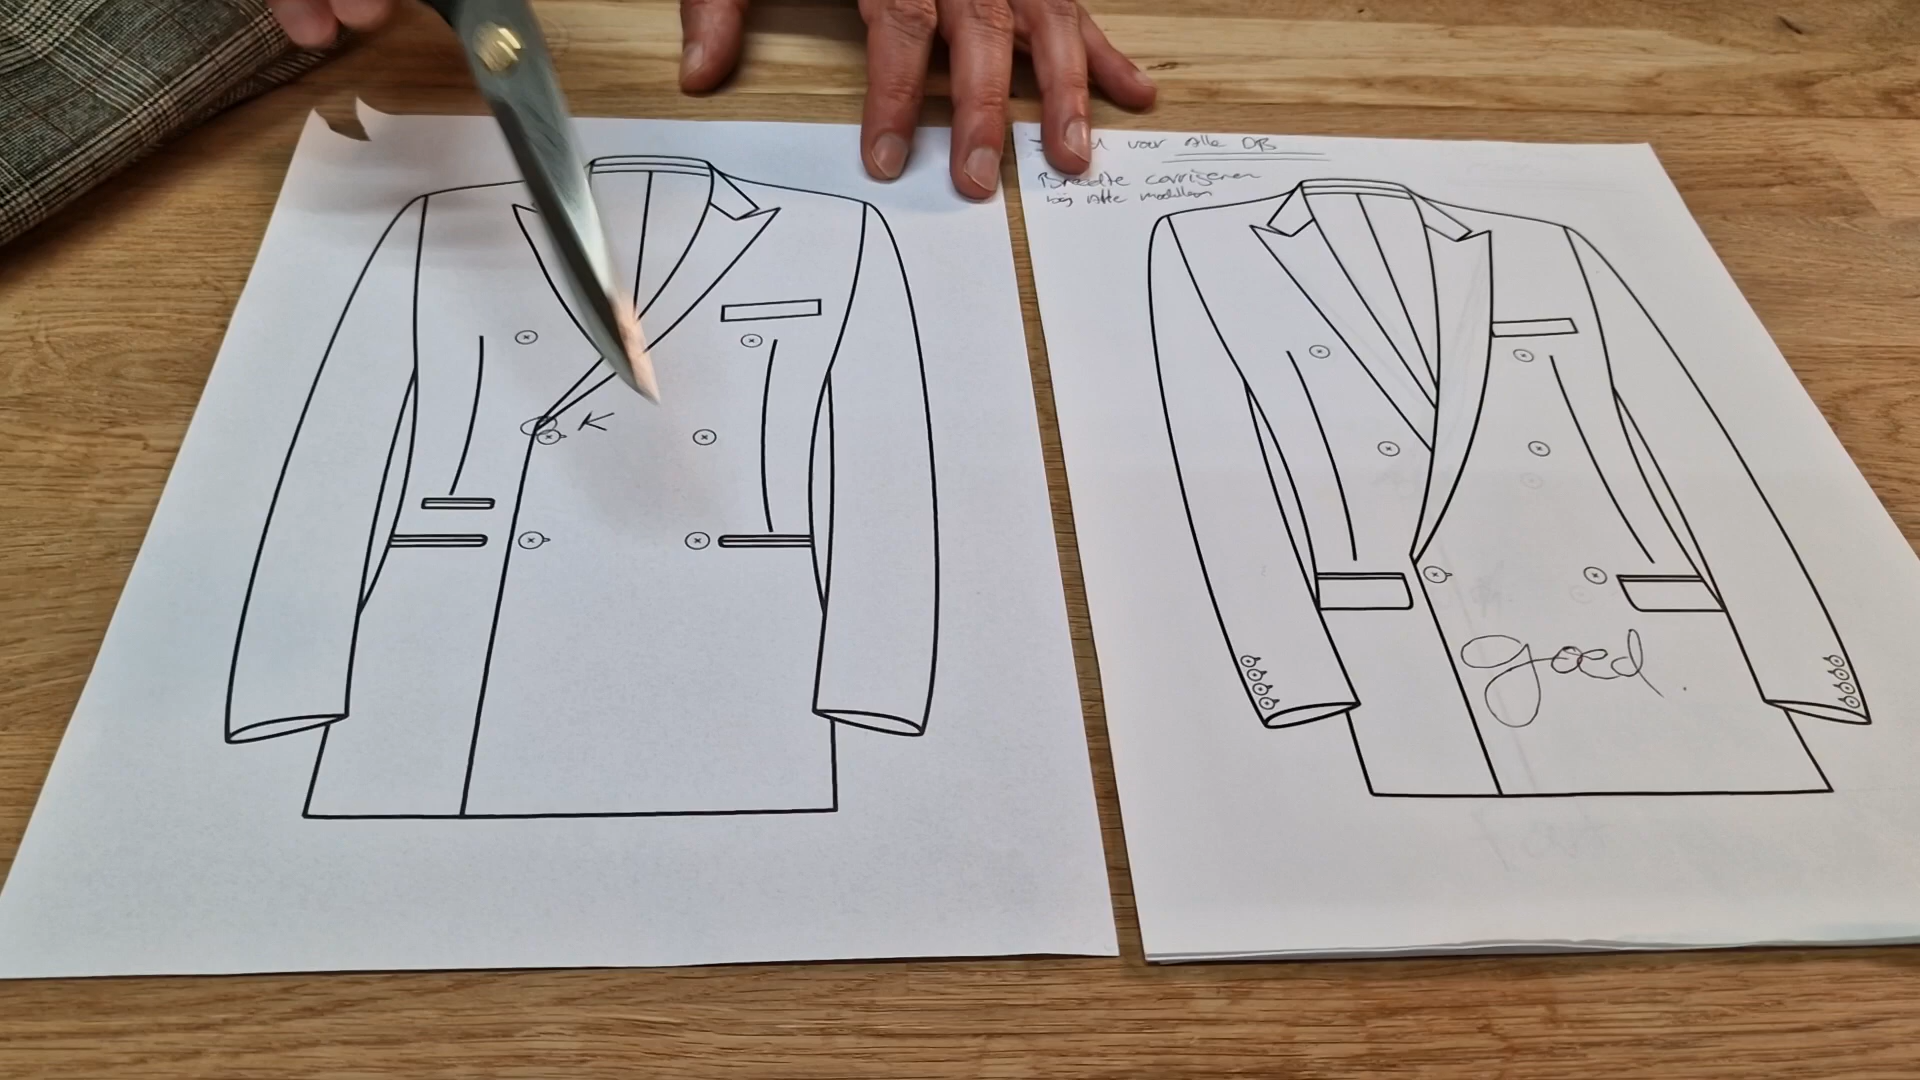 voor Alle DB
Breedte corrigeren
bij Alle modellen
goed.